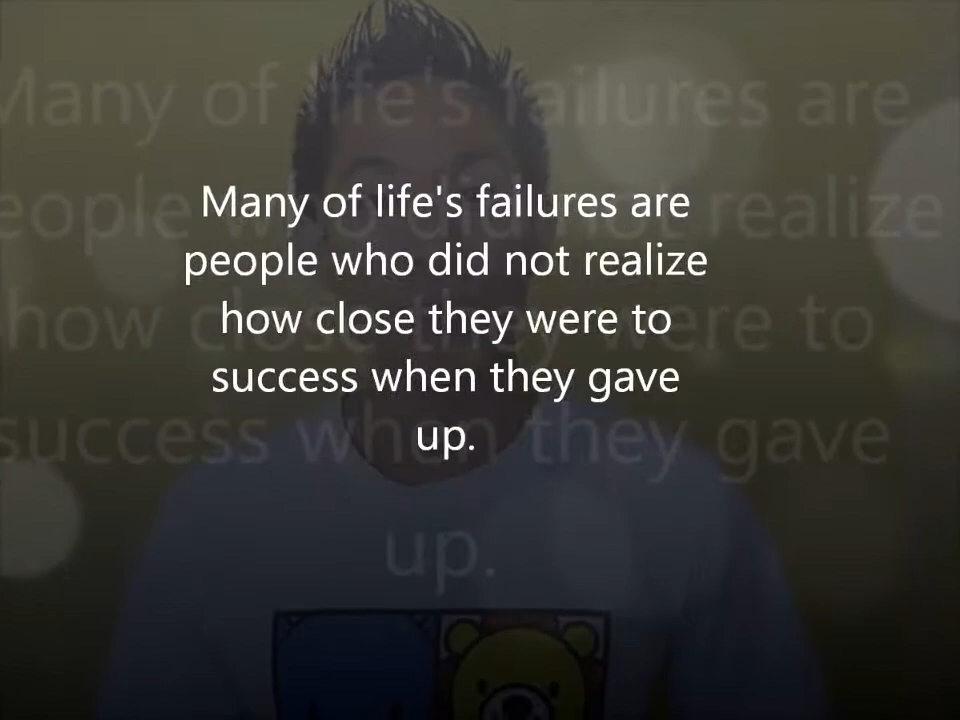 Many of life's failures are
people who did not realize
how close they were to
success when they gave
up.